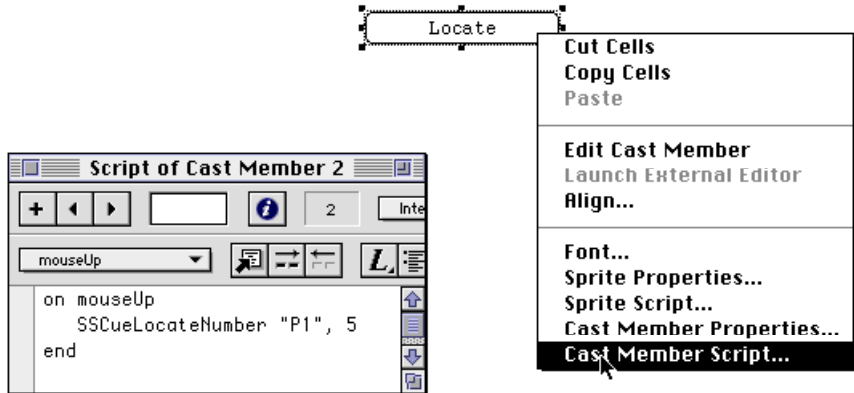 Locate
Cut Cells
Copy Cells
Paste
Edit Cast Member
Launch External Editor
Align...
Font...
Sprite Properties...
Sprite Script...
Cast Member Properties...
Cast Member Script...
Script of Cast Member 2
2
Inte
mouseUp
L
on mouseUp
SSCueLocateNumber "P1", 5
end